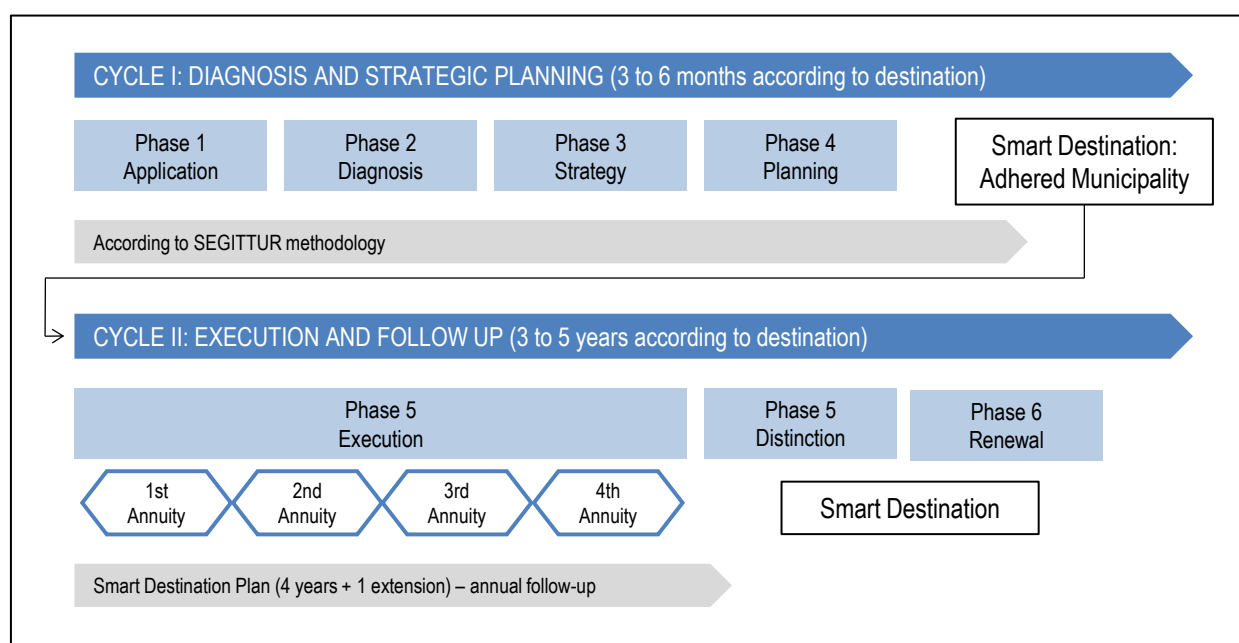 CYCLE I: DIAGNOSIS AND STRATEGIC PLANNING (3 to 6 months according to destination)
Phase 1
Application
Phase 2
Diagnosis
Phase 3
Strategy
Phase 4
Planning
Smart Destination:
Adhered Municipality
According to SEGITTUR methodology
CYCLE II: EXECUTION AND FOLLOW UP (3 to 5 years according to destination)
Phase 5
Execution
Phase 5
Distinction
Phase 6
Renewal
1st
Annuity
2nd
Annuity
3rd
Annuity
4th
Annuity
Smart Destination
Smart Destination Plan (4 years + 1 extension) – annual follow-up